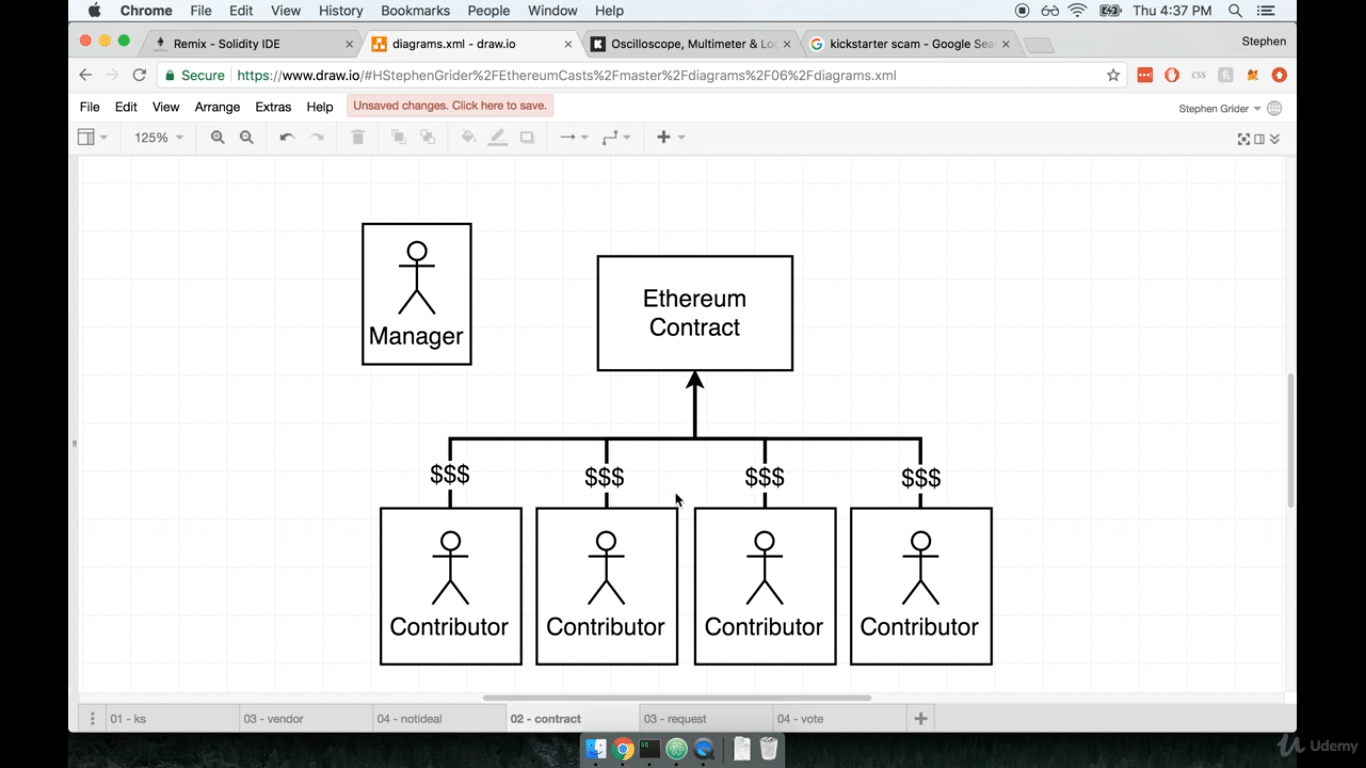 Chrome File Edit View History Bookmarks People Window Help Thu 4:37 PM
Remix - Solidity IDE diagrams.xml - draw.io Oscilloscope, Multimeter & Lo kickstarter scam - Google Sea Stephen
Secure https://www.draw.io/#HStephenGrider%2FEthereumCasts%2Fmaster%2Fdiagrams%2F06%2Fdiagrams.xml
File Edit View Arrange Extras Help Unsaved changes. Click here to save. Stephen Grider
125%
Manager
Ethereum
Contract
$$$ $$$ $$$ $$$
Contributor Contributor Contributor Contributor
01 - ks 03 - vendor 04 - notideal 02 - contract 03 - request 04 - vote
Udemy